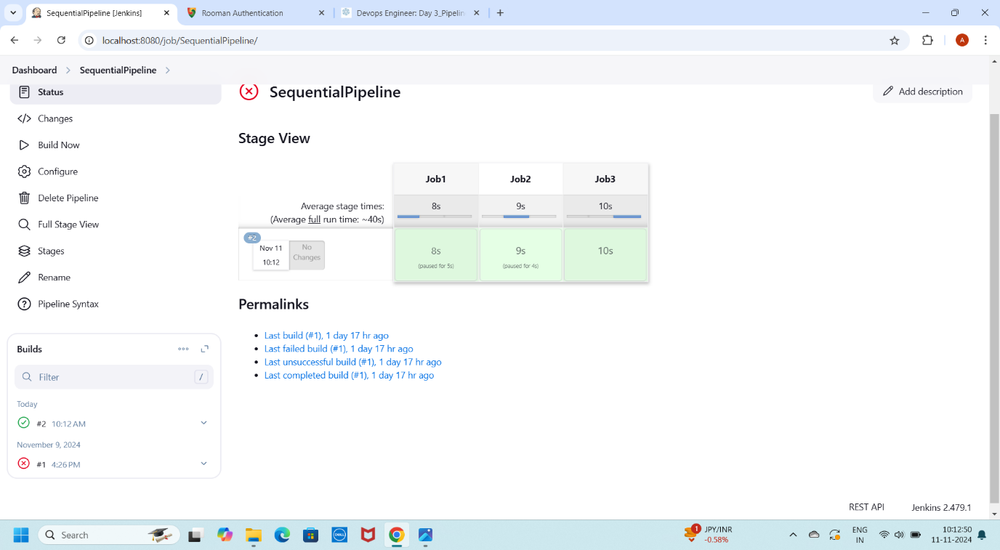 SequentialPipeline [Jenkins]
Rooman Authentication
Devops Engineer: Day 3_Pipelin
localhost:8080/job/SequentialPipeline/
A
Dashboard
SequentialPipeline
Status
Changes
Build Now
Configure
Delete Pipeline
Full Stage View
Stages
Rename
Pipeline Syntax
Builds
Filter
/
Today
#2 10:12 AM
November 9, 2024
#1 4:26 PM
SequentialPipeline
Add description
Stage View
Job1 Job2 Job3
Average stage times: 8s 9s 10s
(Average full run time: ~40s)
#2
Nov 11
10:12
No
Changes
8s
(paused for 5s)
9s
(paused for 4s)
10s
Permalinks
Last build (#1), 1 day 17 hr ago
Last failed build (#1), 1 day 17 hr ago
Last unsuccessful build (#1), 1 day 17 hr ago
Last completed build (#1), 1 day 17 hr ago
REST API
Jenkins 2.479.1
Search
DELL
1
JPY/INR
-0.58%
ENG
IN
10:12:50
11-11-2024